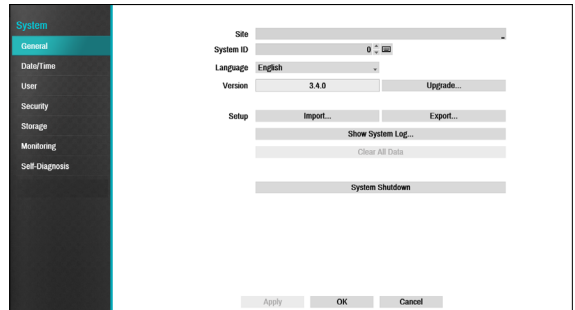 System
General
Date/Time
User
Security
Storage
Monitoring
Self-Diagnosis
Site
System ID 0
Language English
Version 3.4.0 Upgrade...
Setup Import... Export...
Show System Log...
Clear All Data
System Shutdown
Apply OK Cancel